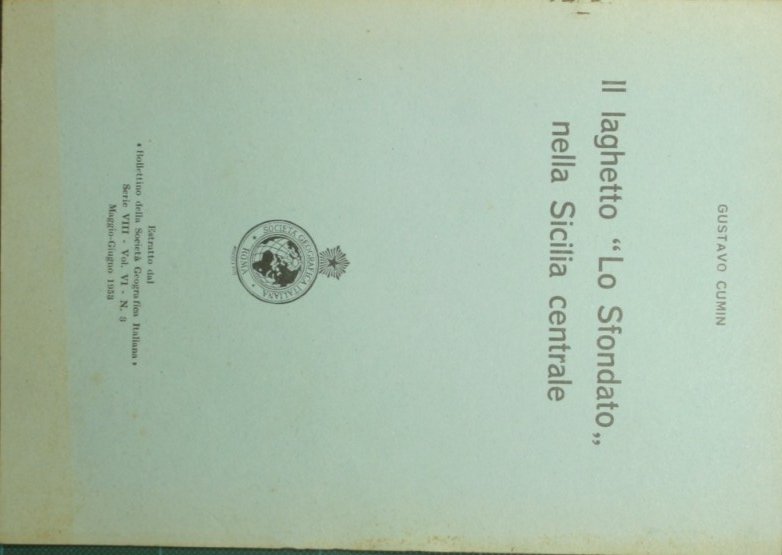 GUSTAVO CUMIN
Il laghetto “Lo Sfondato„
nella Sicilia centrale
SOCIETÀ GEOGRAFICA ITALIANA
ROMA
Estratto dal
« Bollettino della Società Geografica Italiana »
Serie VIII - Vol. VI - N. 3
Maggio-Giugno 1953